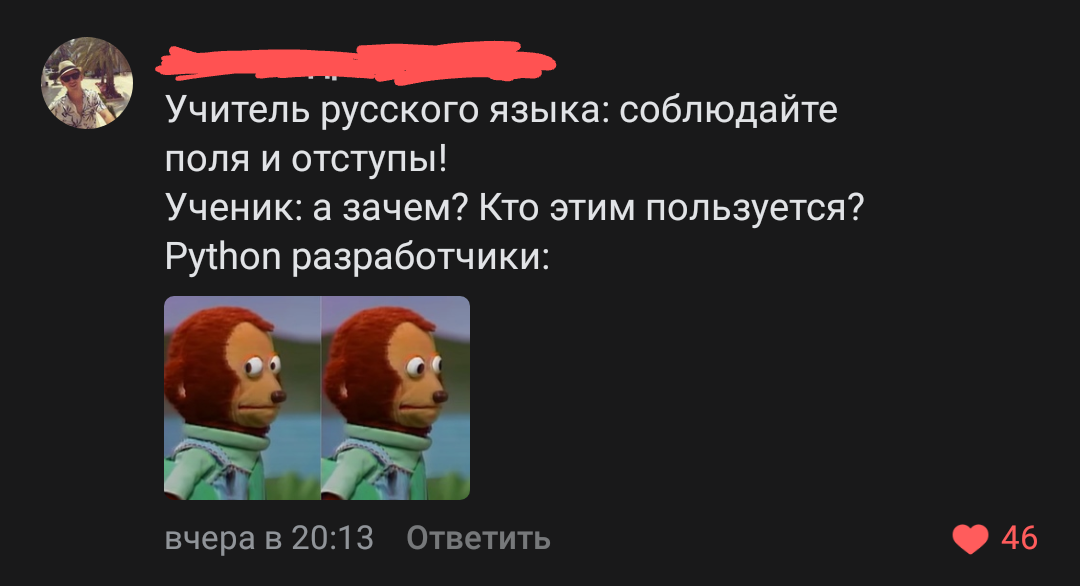 Учитель русского языка: соблюдайте
поля и отступы!
Ученик: а зачем? Кто этим пользуется?
Python разработчики:
вчера в 20:13 Ответить 46